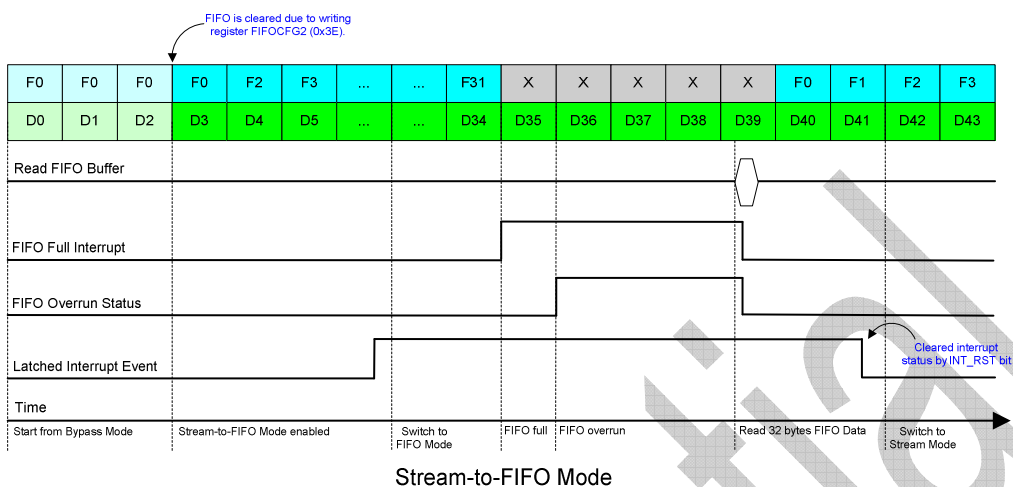 FIFO is cleared due to writing
register FIFOCFG2 (0x3E).
F0 F0 F0 F0 F2 F3 ... ... F31 X X X X X F0 F1 F2 F3
D0 D1 D2 D3 D4 D5 ... ... D34 D35 D36 D37 D38 D39 D40 D41 D42 D43
Read FIFO Buffer
FIFO Full Interrupt
FIFO Overrun Status
Latched Interrupt Event
Cleared interrupt
status by INT_RST bit
Time
Start from Bypass Mode
Stream-to-FIFO Mode enabled
Switch to
FIFO Mode
FIFO full
FIFO overrun
Read 32 bytes FIFO Data
Switch to
Stream Mode
Stream-to-FIFO Mode